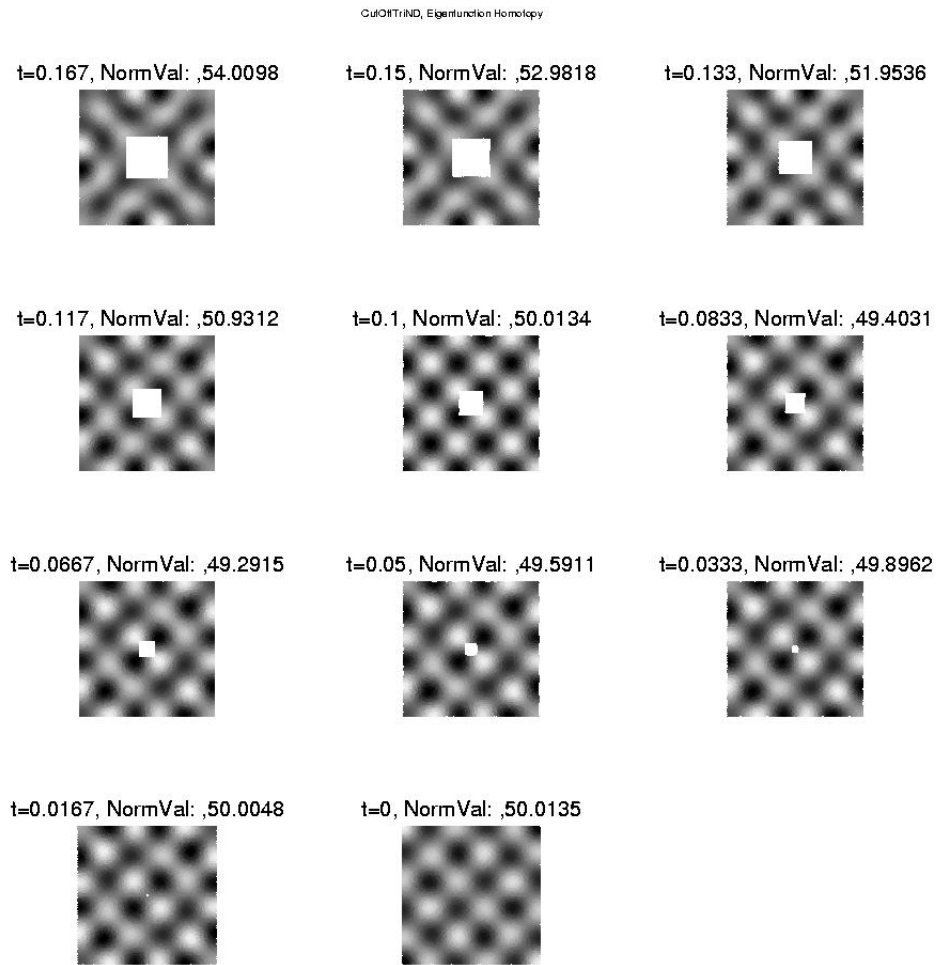 CutOffTriND, Eigenfunction Homotopy
t=0.167, NormVal: ,54.0098
t=0.15, NormVal: ,52.9818
t=0.133, NormVal: ,51.9536
t=0.117, NormVal: ,50.9312
t=0.1, NormVal: ,50.0134
t=0.0833, NormVal: ,49.4031
t=0.0667, NormVal: ,49.2915
t=0.05, NormVal: ,49.5911
t=0.0333, NormVal: ,49.8962
t=0.0167, NormVal: ,50.0048
t=0, NormVal: ,50.0135